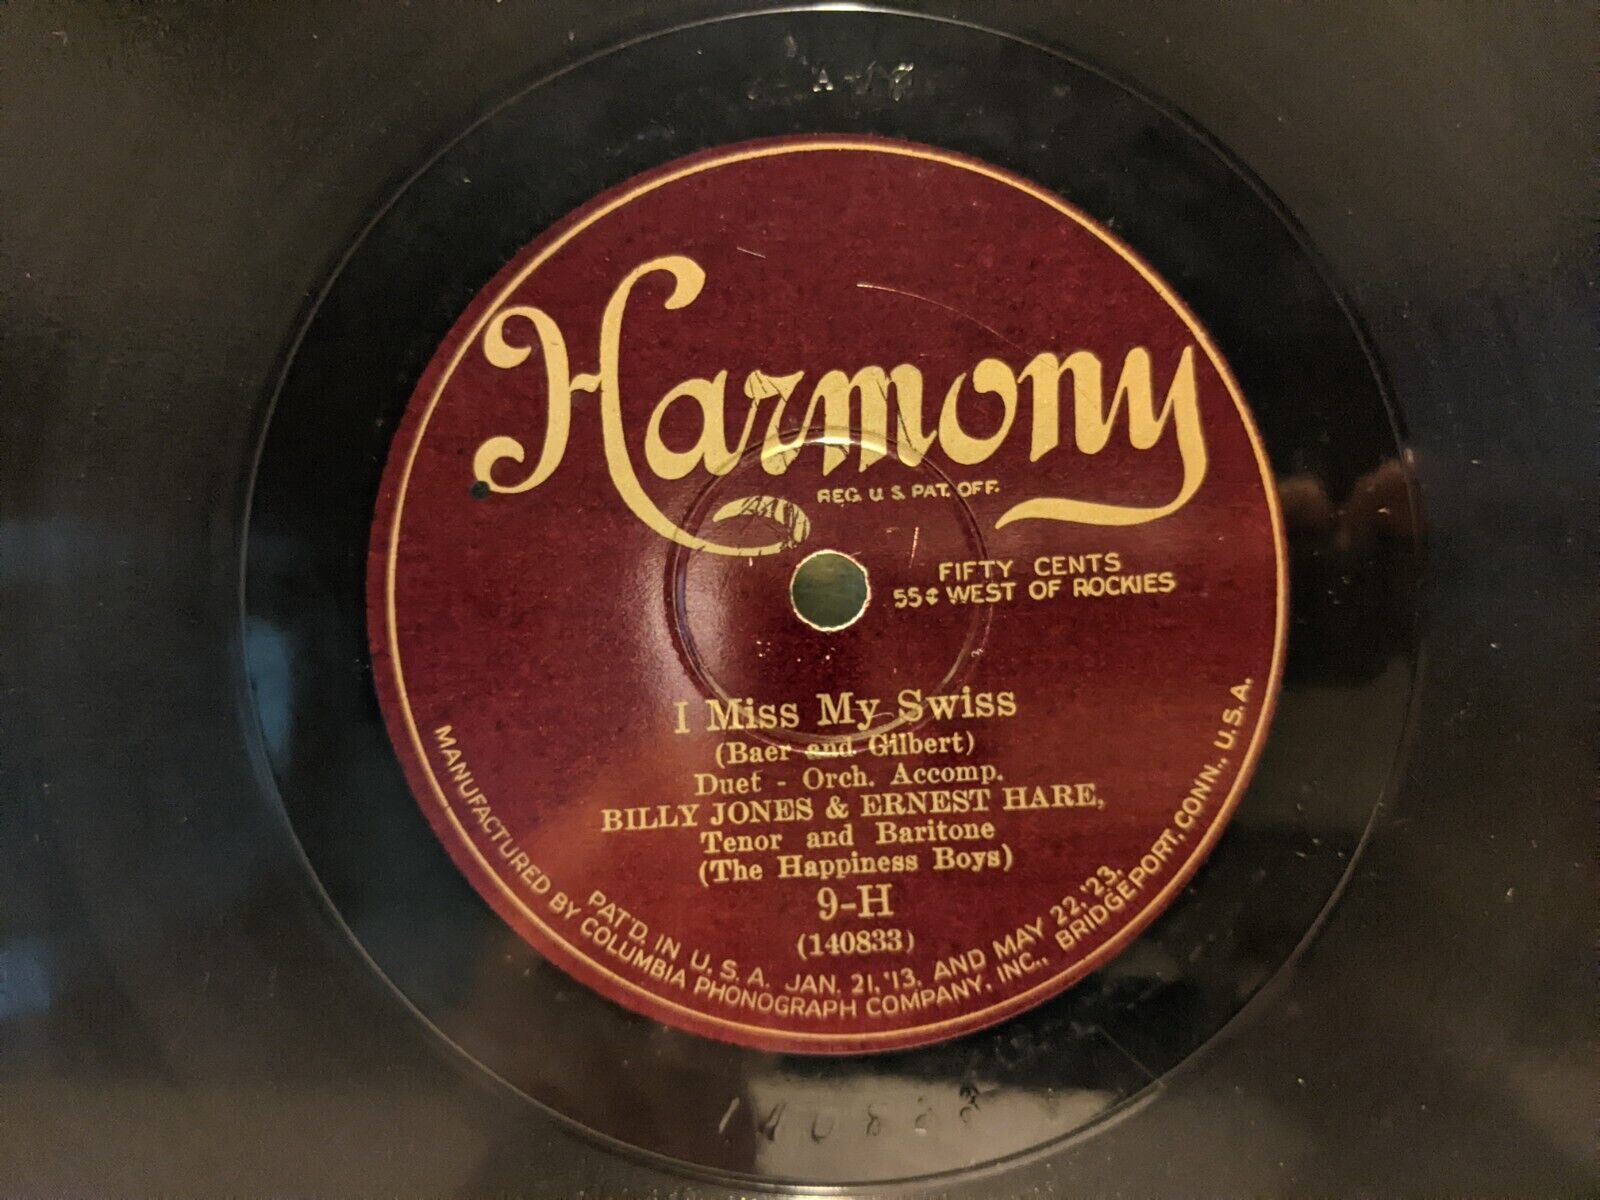 Harmony
REG. U. S. PAT. OFF.
FIFTY CENTS
55¢ WEST OF ROCKIES
I Miss My Swiss
(Baer and Gilbert)
Duet - Orch. Accomp.
BILLY JONES & ERNEST HARE,
Tenor and Baritone
(The Happiness Boys)
9-H
(140833)
PAT'D. IN U. S. A. JAN. 21, '13. AND MAY 22, '23.
MANUFACTURED BY COLUMBIA PHONOGRAPH COMPANY, INC., BRIDGEPORT, CONN., U. S. A.